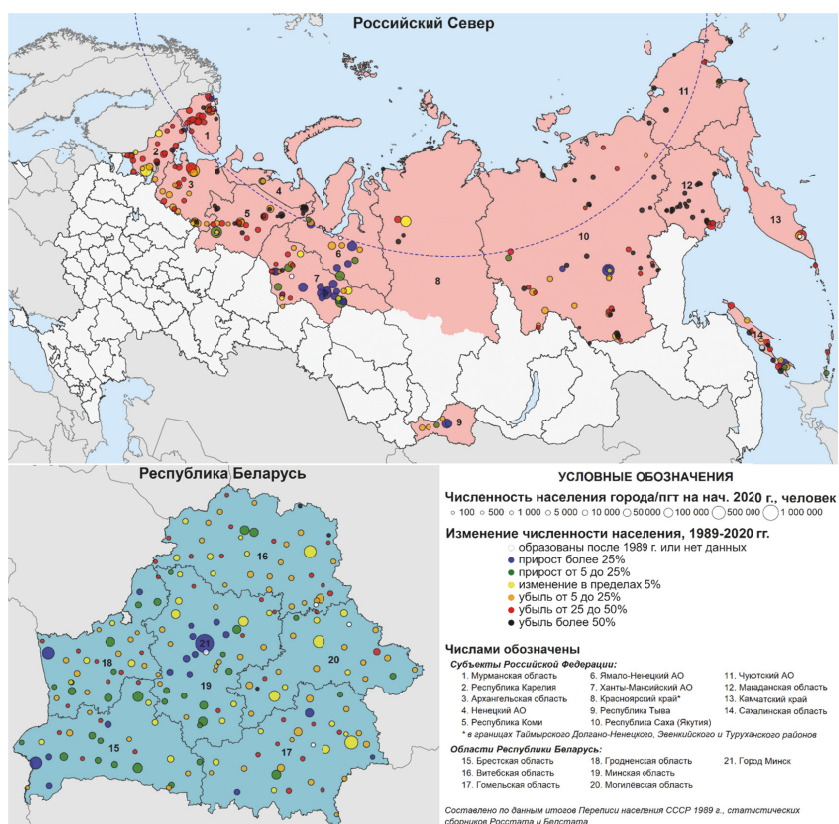 Российский Север
1
2
3
4
5
6
7
8
9
10
11
12
13
14
Республика Беларусь
15
16
17
18
19
20
21
УСЛОВНЫЕ ОБОЗНАЧЕНИЯ
Численность населения города/пгт на нач. 2020 г., человек
100 500 1 000 5 000 10 000 50000 100 000 500 000 1 000 000
Изменение численности населения, 1989-2020 гг.
образованы после 1989 г. или нет данных
прирост более 25%
прирост от 5 до 25%
изменение в пределах 5%
убыль от 5 до 25%
убыль от 25 до 50%
убыль более 50%
Числами обозначены
Субъекты Российской Федерации:
1. Мурманская область 6. Ямало-Ненецкий АО 11. Чукотский АО
2. Республика Карелия 7. Ханты-Мансийский АО 12. Магаданская область
3. Архангельская область 8. Красноярсий край* 13. Камчатский край
4. Ненецкий АО 9. Республика Тыва 14. Сахалинская область
5. Республика Коми 10. Республика Саха (Якутия)
* в границах Таймырского Долгано-Ненецкого, Эвенкийского и Туруханского районов
Области Республики Беларусь:
15. Брестская область 18. Гродненская область 21. Город Минск
16. Витебская область 19. Минская область
17. Гомельская область 20. Могилёвская область
Составлено по данным итогов Переписи населения СССР 1989 г., статистических
сборников Росстата и Белстата